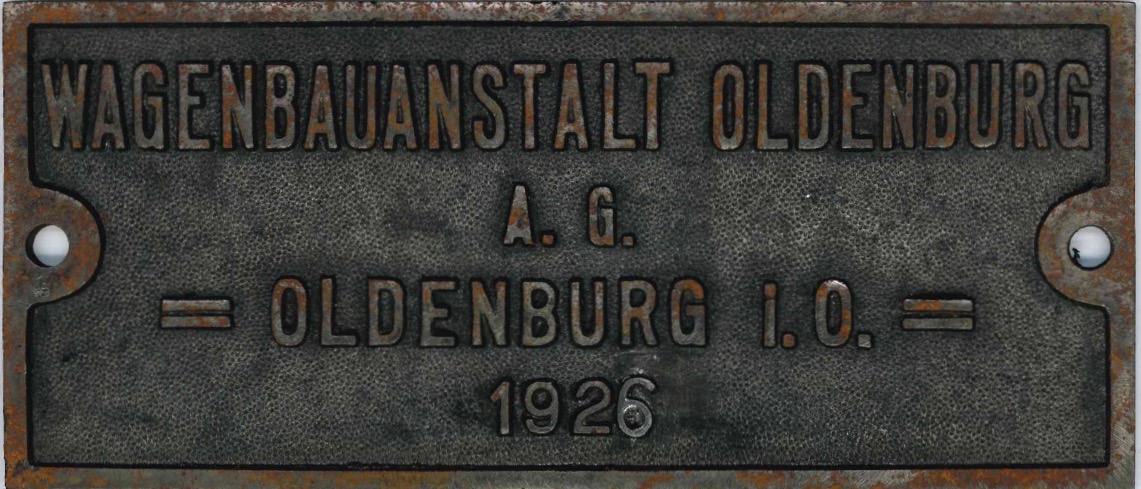 WAGENBAUANSTALT OLDENBURG
A. G.
= OLDENBURG i. O. =
1926